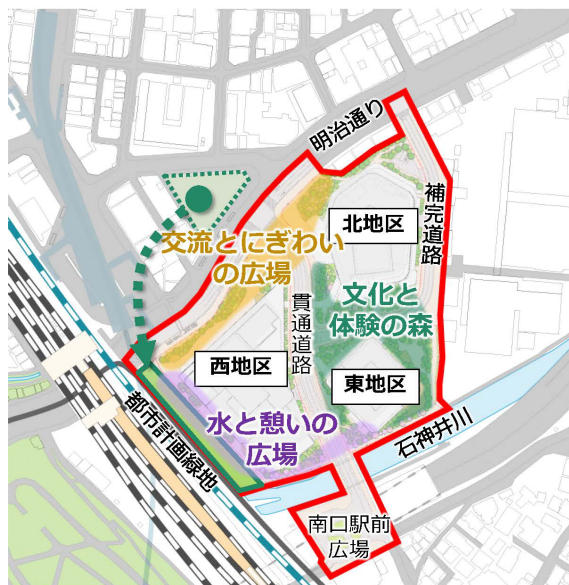 明治通り
補完道路
北地区
交流とにぎわい
の広場
文化と
体験の森
貫通道路
西地区
東地区
水と憩いの
広場
都市計画緑地
石神井川
南口駅前
広場